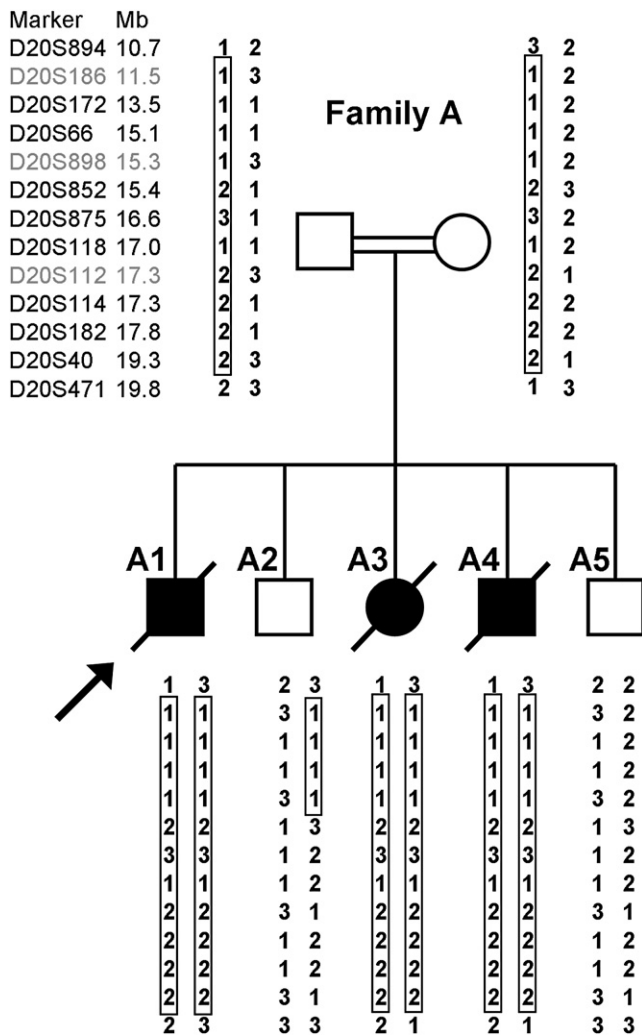 Marker Mb
D20S894 10.7 1 2 3 2
D20S186 11.5 1 3 1 2
D20S172 13.5 1 1 1 2
Family A
D20S66 15.1 1 1 1 2
D20S898 15.3 1 3 1 2
D20S852 15.4 2 1 2 3
D20S875 16.6 3 1 3 2
D20S118 17.0 1 1 1 2
D20S112 17.3 2 3 2 1
D20S114 17.3 2 1 2 2
D20S182 17.8 2 1 2 2
D20S40 19.3 2 3 2 1
D20S471 19.8 2 3 1 3
A1 A2 A3 A4 A5
1 3 2 3 1 3 1 3 2 2
1 1 3 1 1 1 1 1 3 2
1 1 1 1 1 1 1 1 1 2
1 1 1 1 1 1 1 1 1 2
1 1 3 1 1 1 1 1 3 2
2 2 1 3 2 2 2 2 1 3
3 3 1 2 3 3 3 3 1 2
1 1 1 2 1 1 1 1 1 2
2 2 3 1 2 2 2 2 3 1
2 2 1 2 2 2 2 2 1 2
2 2 1 2 2 2 2 2 1 2
2 2 3 1 2 2 2 2 3 1
2 3 3 3 2 1 2 1 3 3